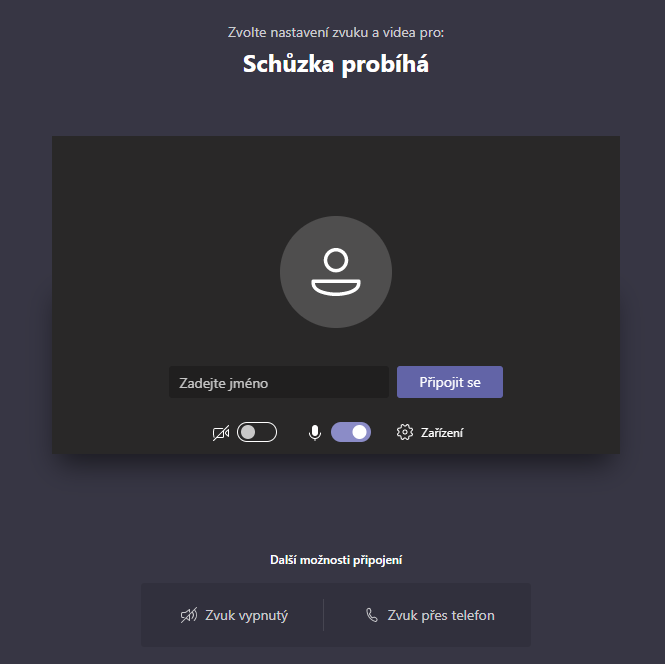 Zvolte nastavení zvuku a videa pro:
Schůzka probíhá
Zadejte jméno
Připojit se
Zařízení
Další možnosti připojení
Zvuk vypnutý
Zvuk přes telefon